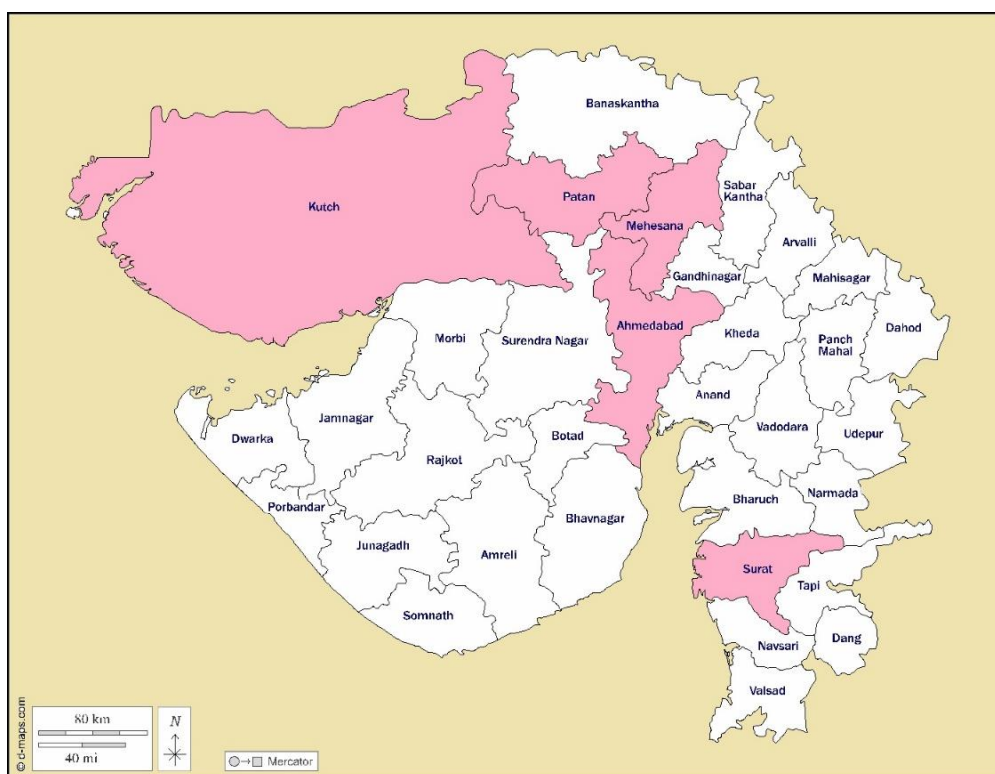 Banaskantha
Kutch
Patan
Sabar
Kantha
Mehesana
Arvalli
Gandhinagar
Mahisagar
Ahmedabad
Morbi
Surendra Nagar
Kheda
Panch
Mahal
Dahod
Jamnagar
Anand
Dwarka
Botad
Vadodara
Udepur
Rajkot
Porbandar
Bharuch
Narmada
Bhavnagar
Junagadh
Amreli
Surat
Tapi
Somnath
Navsari
Dang
Valsad
© d-maps.com
80 km
40 mi
N
Mercator